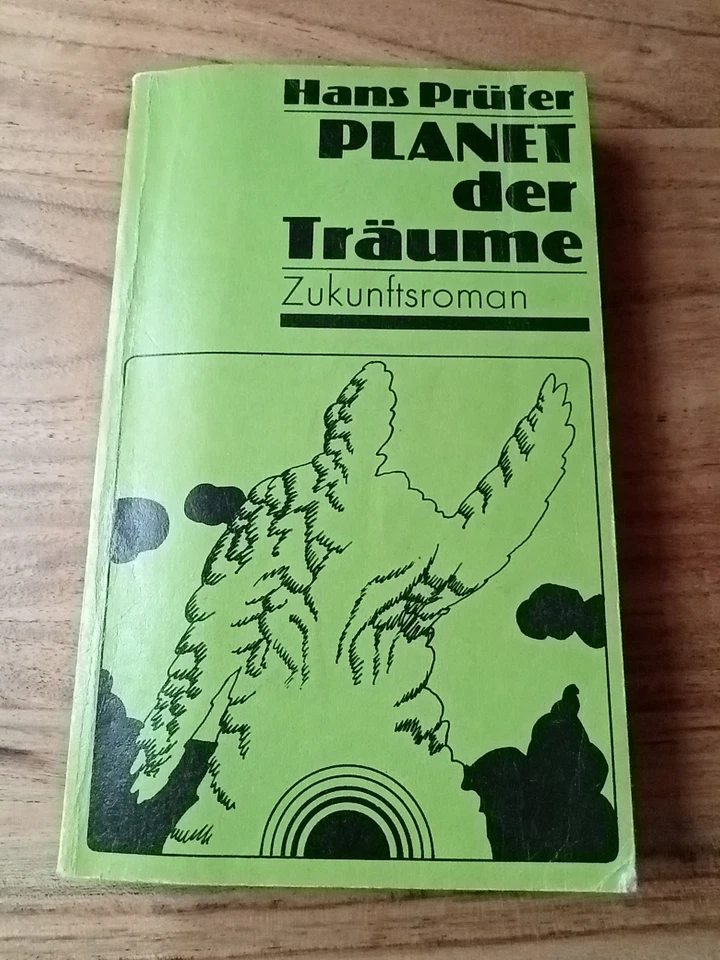 Hans Prüfer
PLANET
der
Träume
Zukunftsroman